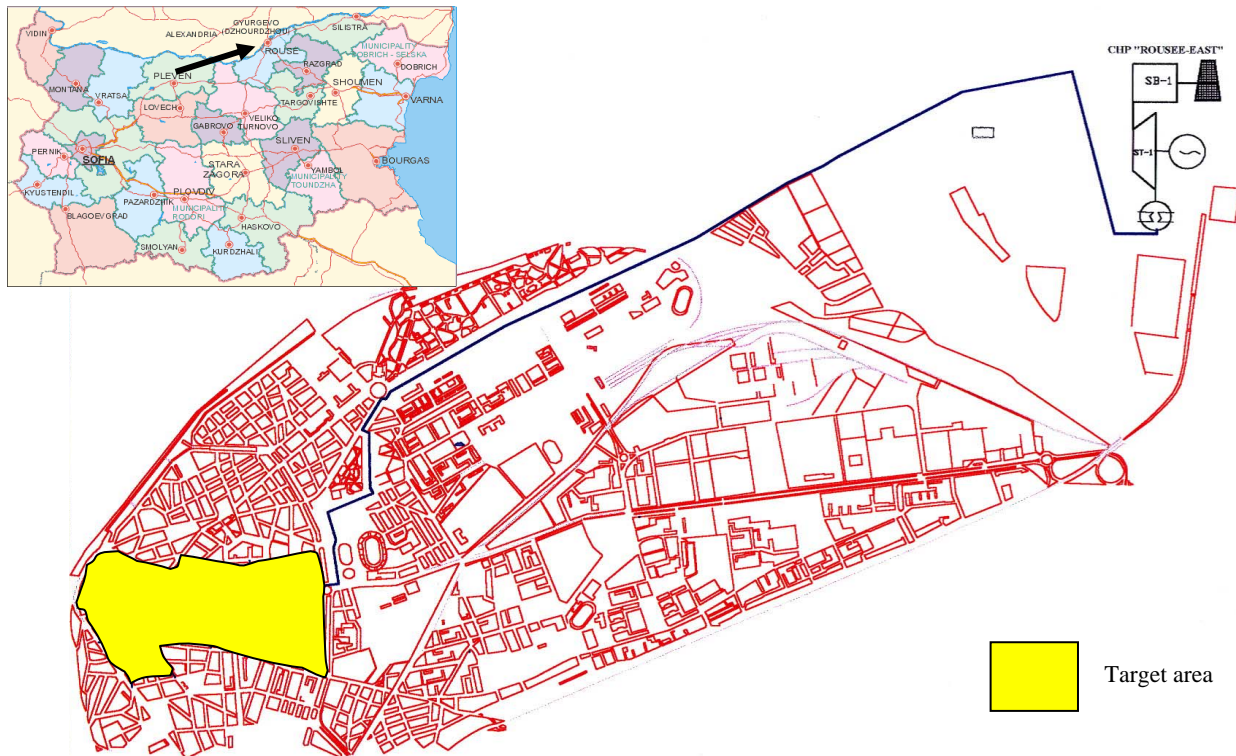 GYURGEVO
ALEXANDRIA (DZHOURDZHOU)
SILISTRA
VIDIN
ROUSE
MUNICIPALITY
DOBRICH - SELSKA
RAZGRAD
DOBRICH
PLEVEN
MONTANA
VRATSA
SHOUMEN
TARGOVISHTE
VARNA
LOVECH
VELIKO
TURNOVO
GABROVO
SLIVEN
PERNIK
SOFIA
STARA
ZAGORA
YAMBOL
BOURGAS
MUNICIPALITY
TOUNDZHA
KYUSTENDIL
PLOVDIV
PAZARDZHIK
MUNICIPALITY
RODOPI
BLAGOEVGRAD
HASKOVO
SMOLYAN
KURDZHALI
CHP "ROUSEE-EAST"
SB-1
ST-1
Target area